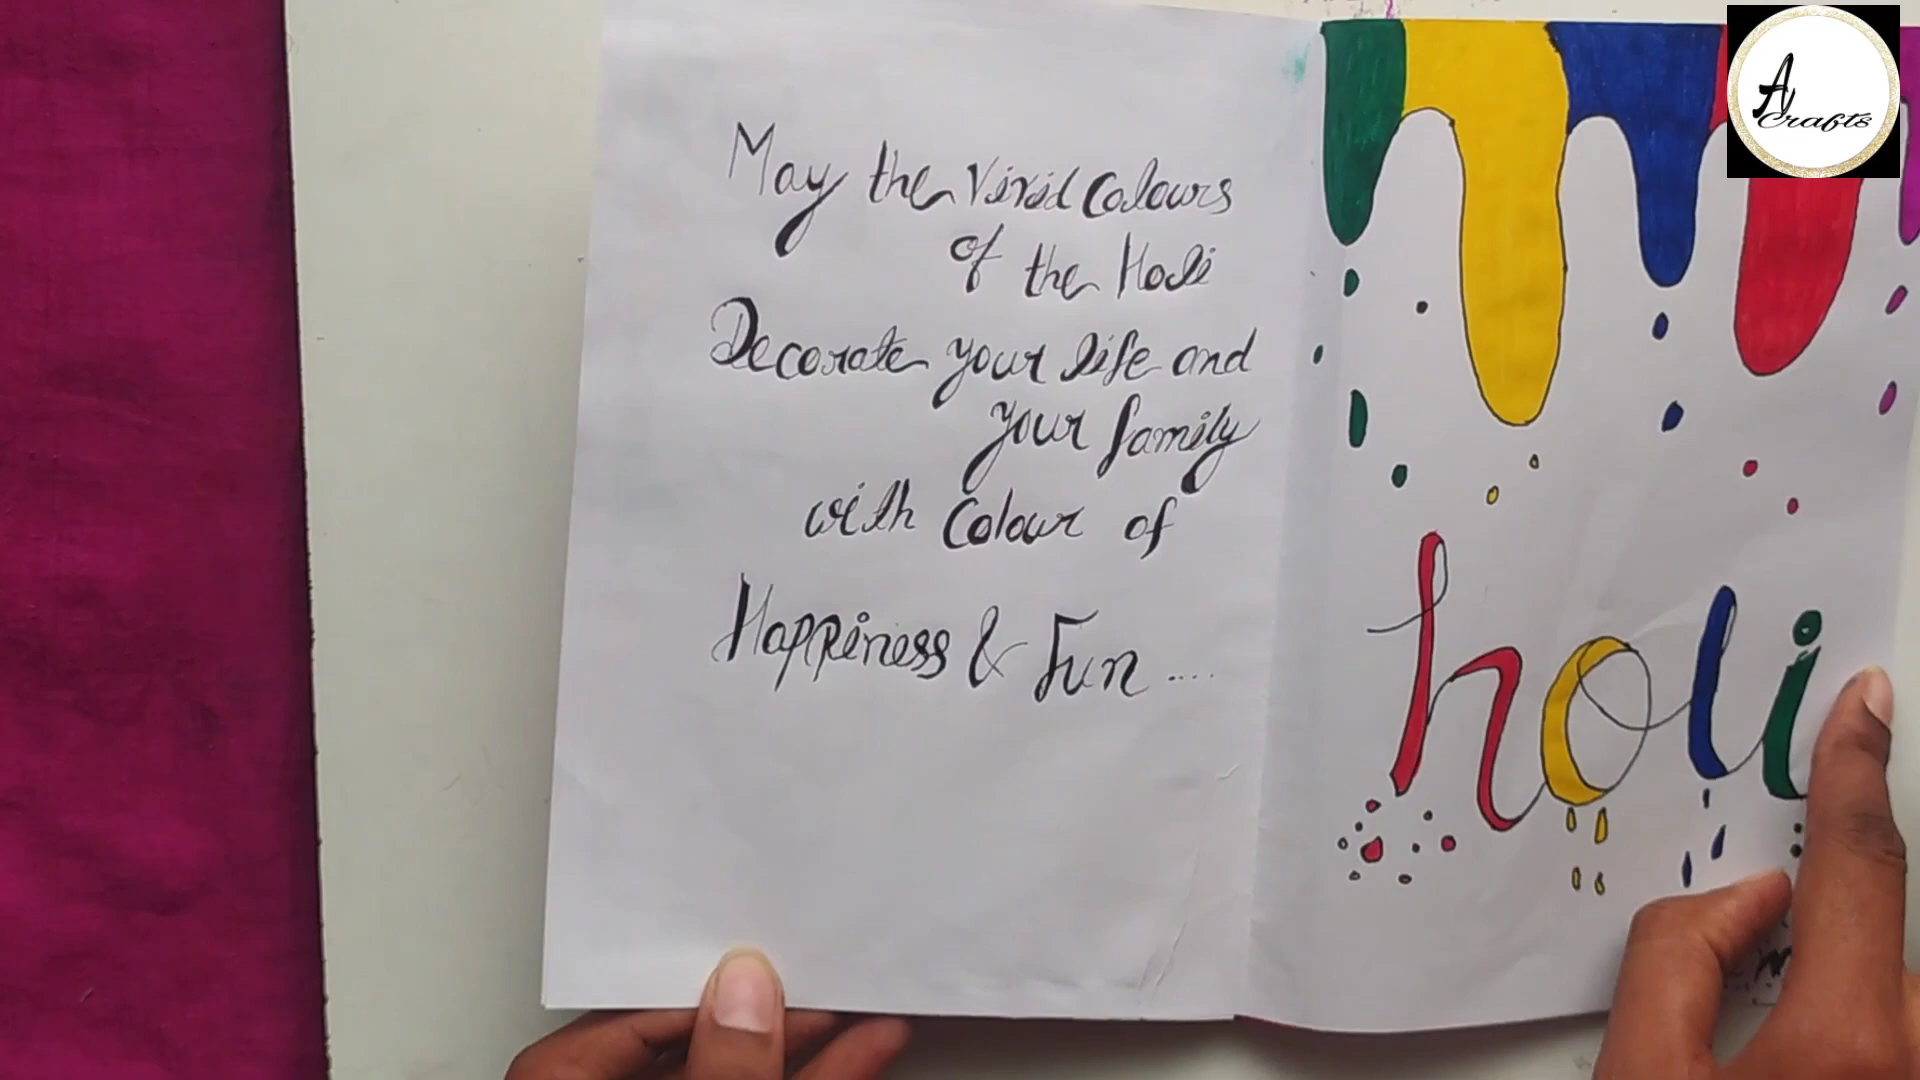 May the Vivid Colours
of the Holi
Decorate your life and
your family
with Colour of
Happiness & Fun ....
holi
A
crafts